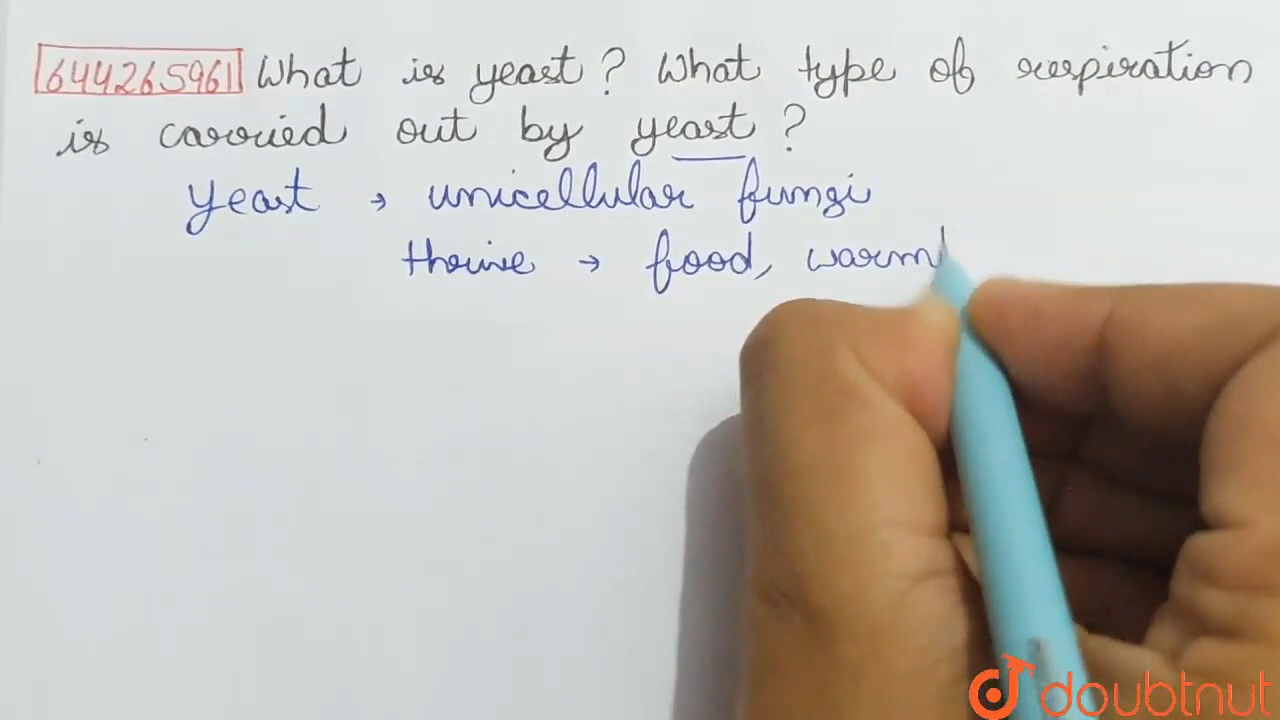 644265961 What is yeast? What type of respiration
is carried out by yeast?
yeast → unicellular fungi
thrive → food, warm
doubtnut